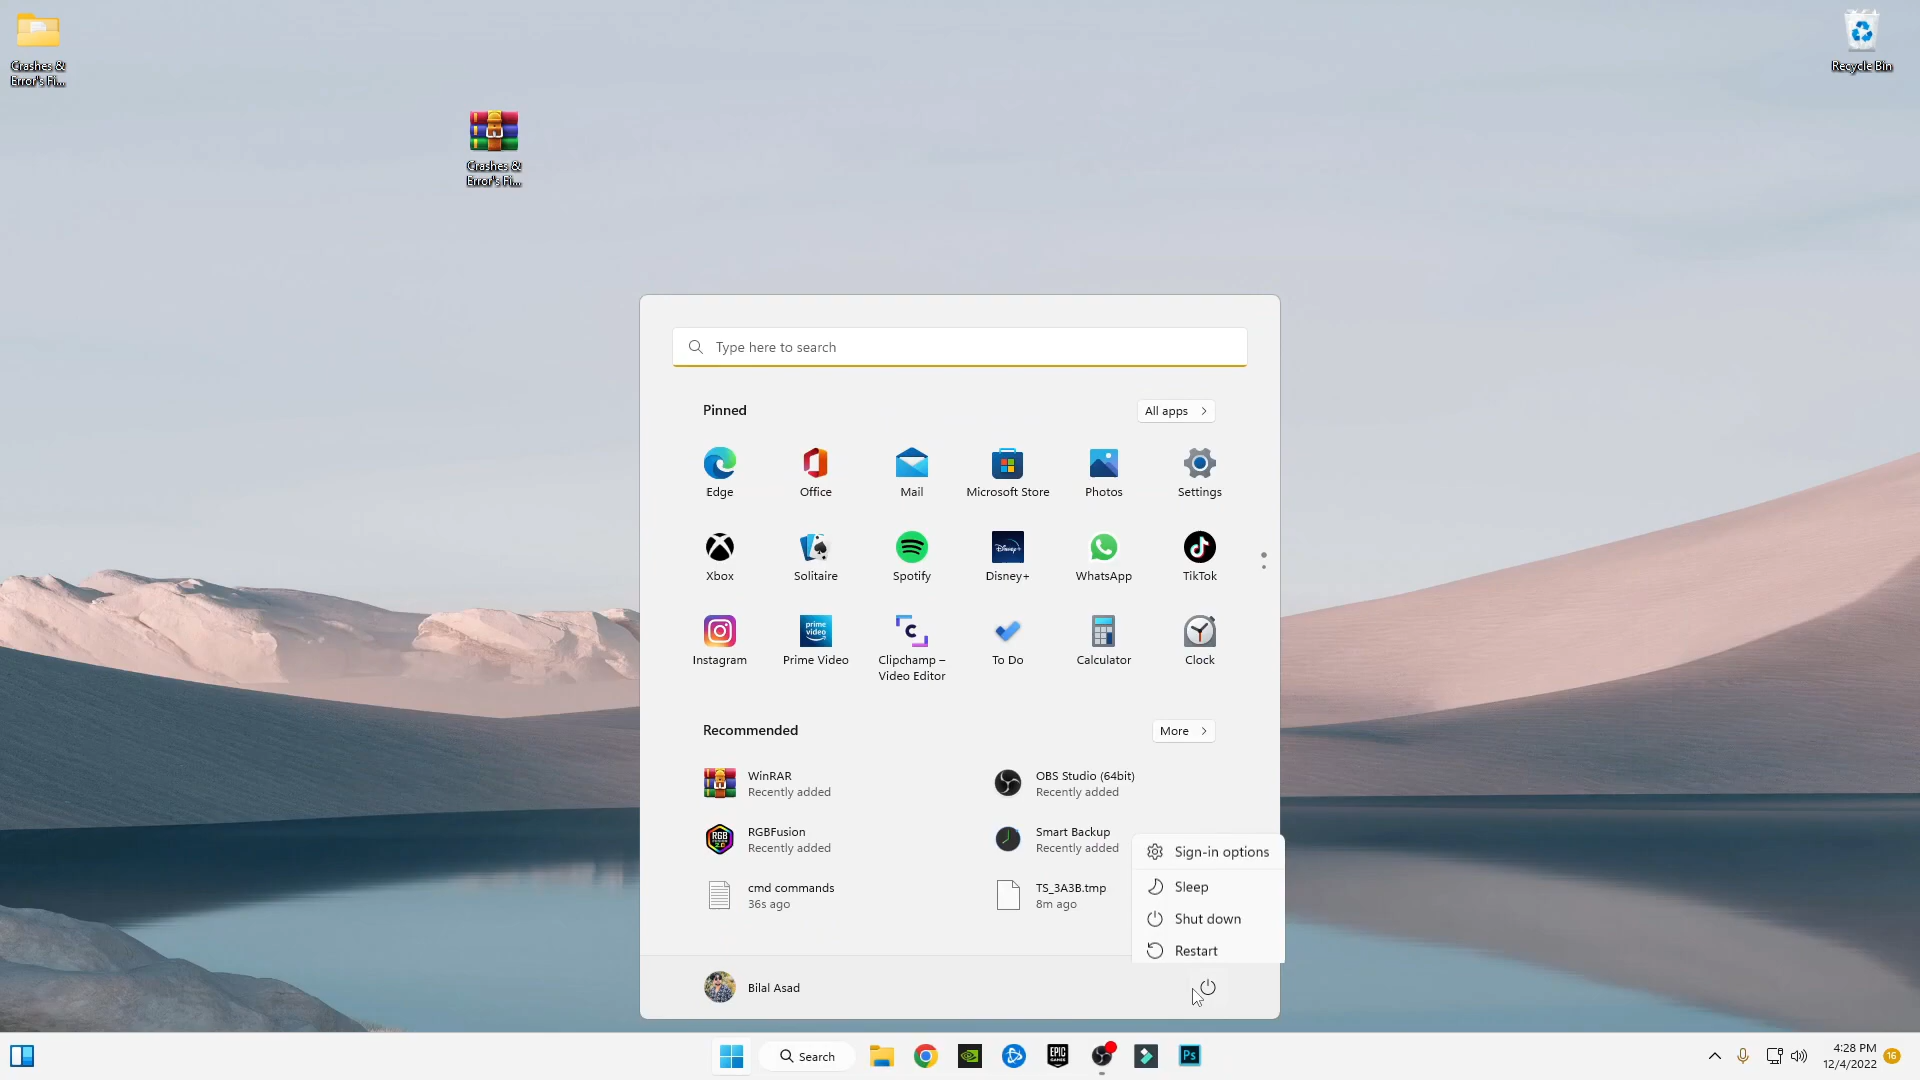 Crashes &
Error's Fi...
Recycle Bin
Crashes &
Error's Fi...
Type here to search
Pinned
All apps
Edge
Office
Mail
Microsoft Store
Photos
Settings
Xbox
Solitaire
Spotify
Disney+
WhatsApp
TikTok
Instagram
Prime Video
Clipchamp –
Video Editor
To Do
Calculator
Clock
Recommended
More
WinRAR
Recently added
OBS Studio (64bit)
Recently added
RGBFusion
Recently added
Smart Backup
Recently added
cmd commands
36s ago
TS_3A3B.tmp
8m ago
Sign-in options
Sleep
Shut down
Restart
Bilal Asad
Search
EPIC
GAMES
Ps
4:28 PM
12/4/2022
16